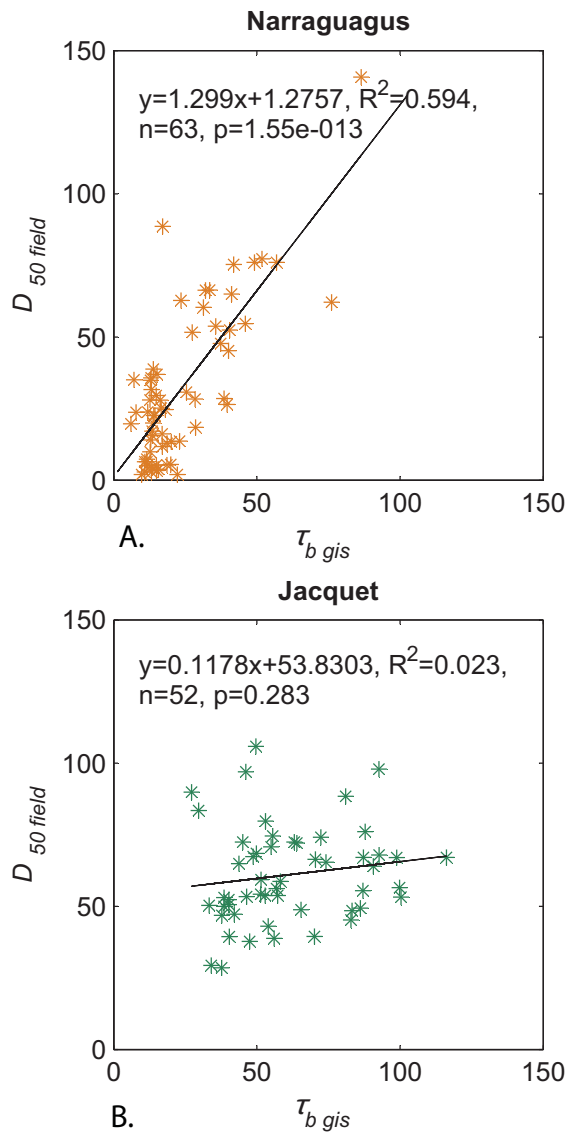 Narraguagus
150
y=1.299x+1.2757, R²=0.594,
n=63, p=1.55e-013
100
D 50 field
50
0
0 50 100 150
A.
τ b gis
Jacquet
150
y=0.1178x+53.8303, R²=0.023,
n=52, p=0.283
100
D 50 field
50
0
0 50 100 150
B.
τ b gis